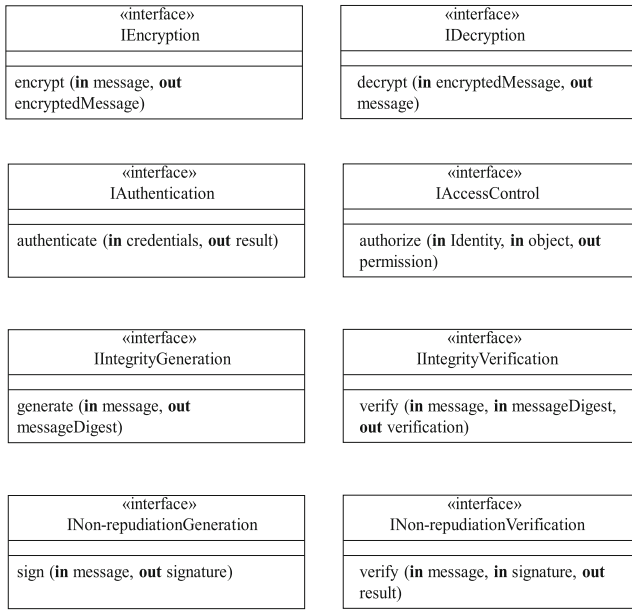 «interface»
IEncryption
encrypt (in message, out
encryptedMessage)
«interface»
IDecryption
decrypt (in encryptedMessage, out
message)
«interface»
IAuthentication
authenticate (in credentials, out result)
«interface»
IAccessControl
authorize (in Identity, in object, out
permission)
«interface»
IIntegrityGeneration
generate (in message, out
messageDigest)
«interface»
IIntegrityVerification
verify (in message, in messageDigest,
out verification)
«interface»
INon-repudiationGeneration
sign (in message, out signature)
«interface»
INon-repudiationVerification
verify (in message, in signature, out
result)